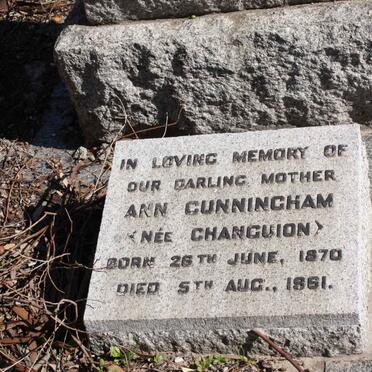 IN LOVING MEMORY OF
OUR DARLING MOTHER
ANN CUNNINGHAM
(NÉE CHANGUION)
BORN 26TH JUNE, 1870
DIED 5TH AUG., 1961.